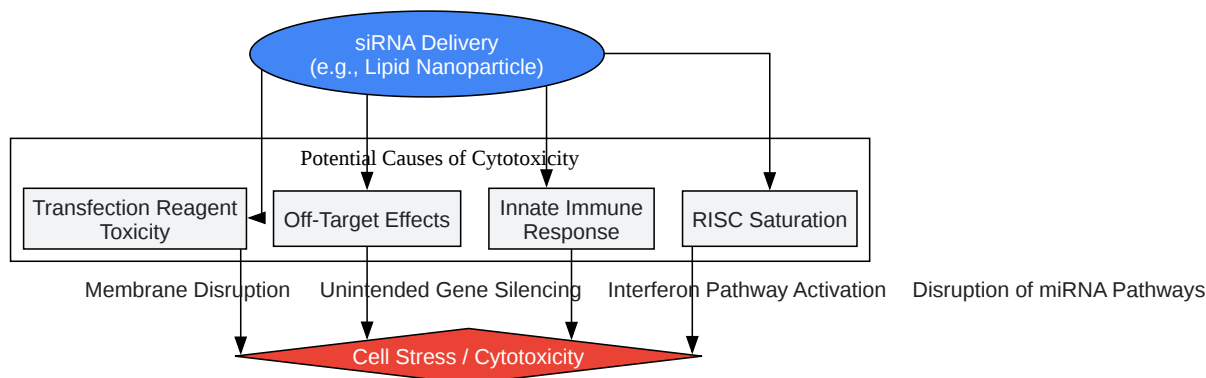 siRNA Delivery
(e.g., Lipid Nanoparticle)
Potential Causes of Cytotoxicity
Transfection Reagent
Toxicity
Off-Target Effects
Innate Immune
Response
RISC Saturation
Membrane Disruption
Unintended Gene Silencing
Interferon Pathway Activation
Disruption of miRNA Pathways
Cell Stress / Cytotoxicity